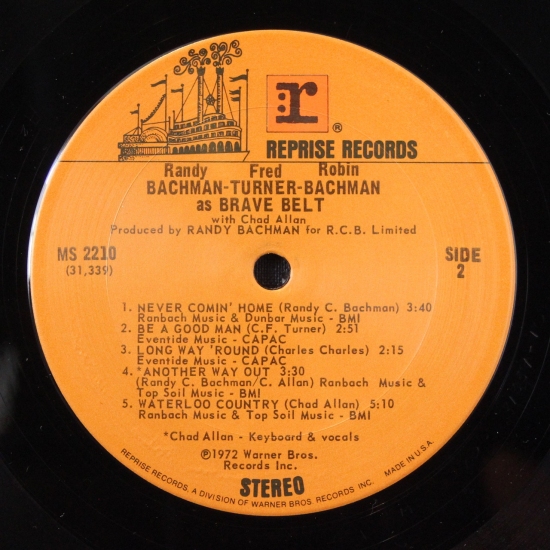 r
®
REPRISE RECORDS
Randy Fred Robin
BACHMAN-TURNER-BACHMAN
as BRAVE BELT
with Chad Allan
Produced by RANDY BACHMAN for R.C.B. Limited
MS 2210
(31,339)
SIDE
2
1. NEVER COMIN' HOME (Randy C. Bachman) 3:40
Ranbach Music & Dunbar Music - BMI
2. BE A GOOD MAN (C.F. Turner) 2:51
Eventide Music - CAPAC
3. LONG WAY 'ROUND (Charles Charles) 2:15
Eventide Music - CAPAC
4. *ANOTHER WAY OUT 3:30
(Randy C. Bachman/C. Allan) Ranbach Music &
Top Soil Music - BMI
5. WATERLOO COUNTRY (Chad Allan) 5:10
Ranbach Music & Top Soil Music - BMI
*Chad Allan - Keyboard & vocals
℗1972 Warner Bros.
Records Inc.
STEREO
REPRISE RECORDS, A DIVISION OF WARNER BROS. RECORDS INC. MADE IN U.S.A.